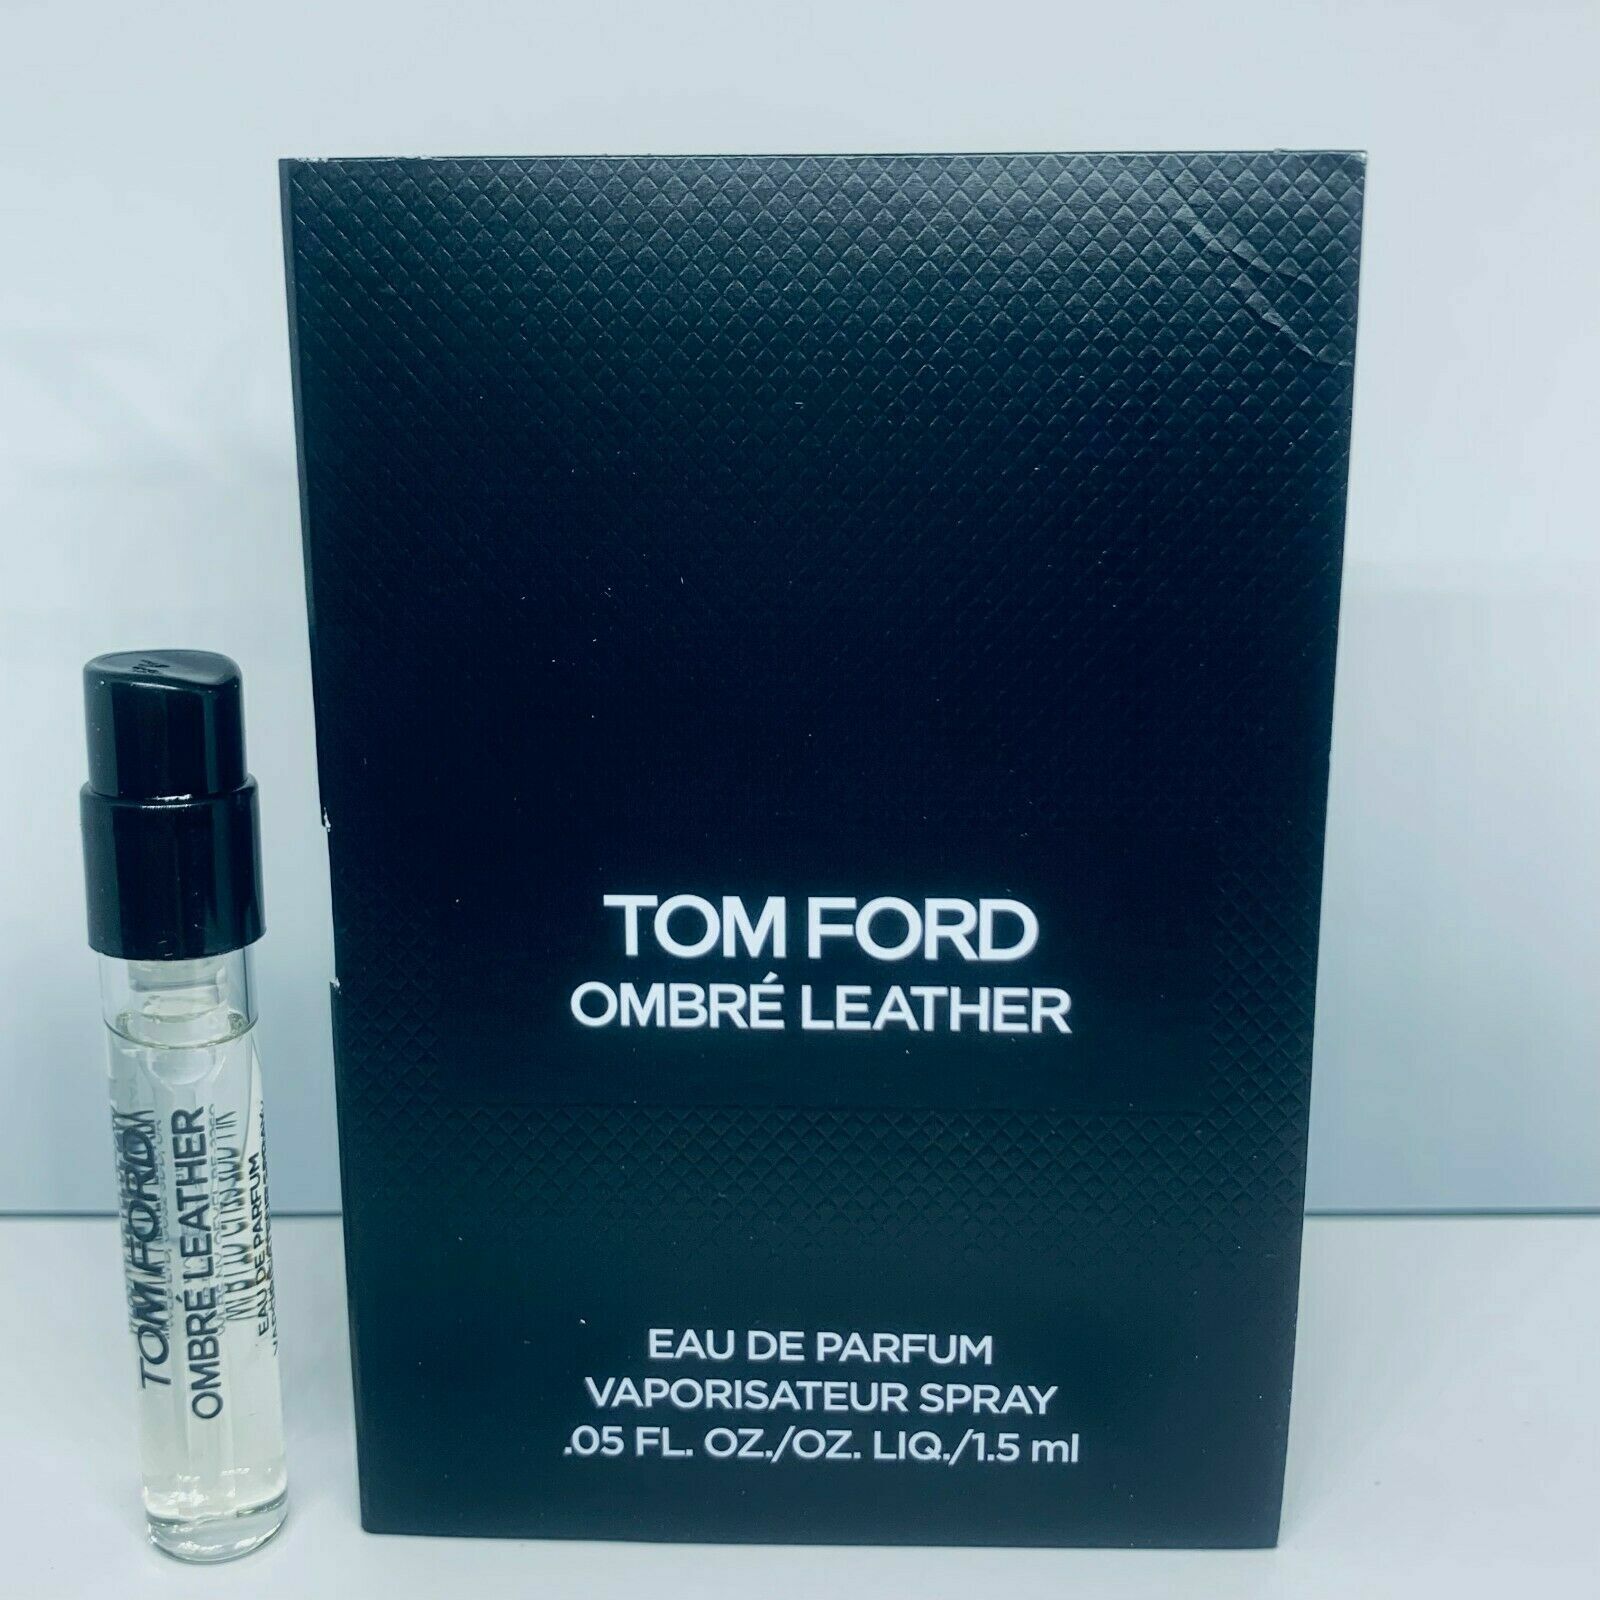 TOM FORD
OMBRÉ LEATHER
EAU DE PARFUM
VAPORISATEUR SPRAY
.05 FL. OZ./OZ. LIQ./1.5 ml
TOM FORD
OMBRÉ LEATHER
EAU DE PARFUM